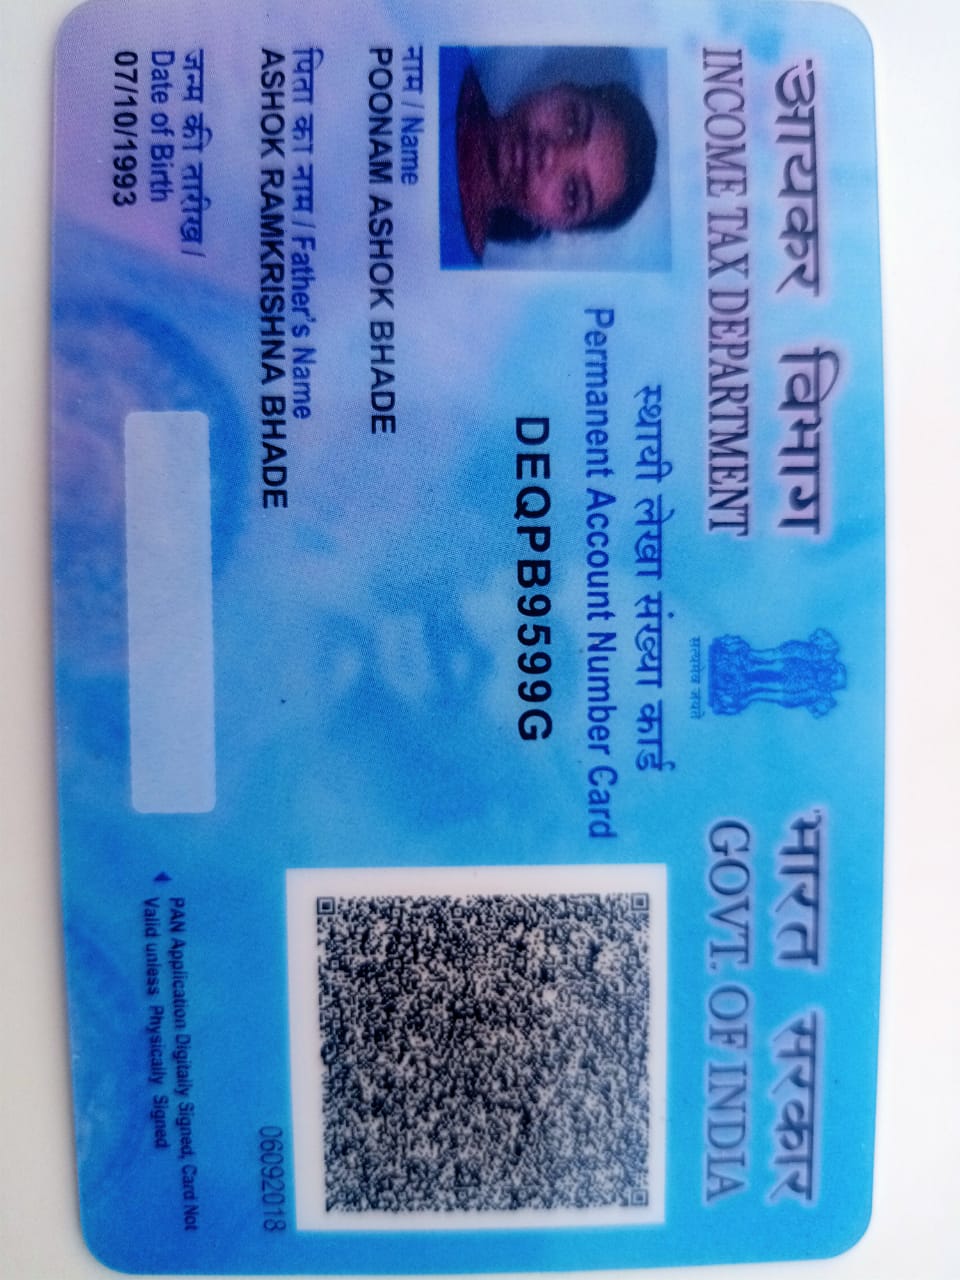 आयकर विभाग
INCOME TAX DEPARTMENT
सत्यमेव जयते
भारत सरकार
GOVT. OF INDIA
स्थायी लेखा संख्या कार्ड
Permanent Account Number Card
DEQPB9599G
नाम / Name
POONAM ASHOK BHADE
पिता का नाम / Father's Name
ASHOK RAMKRISHNA BHADE
जन्म की तारीख /
Date of Birth
07/10/1993
06092018
PAN Application Digitally Signed, Card Not
Valid unless Physically Signed